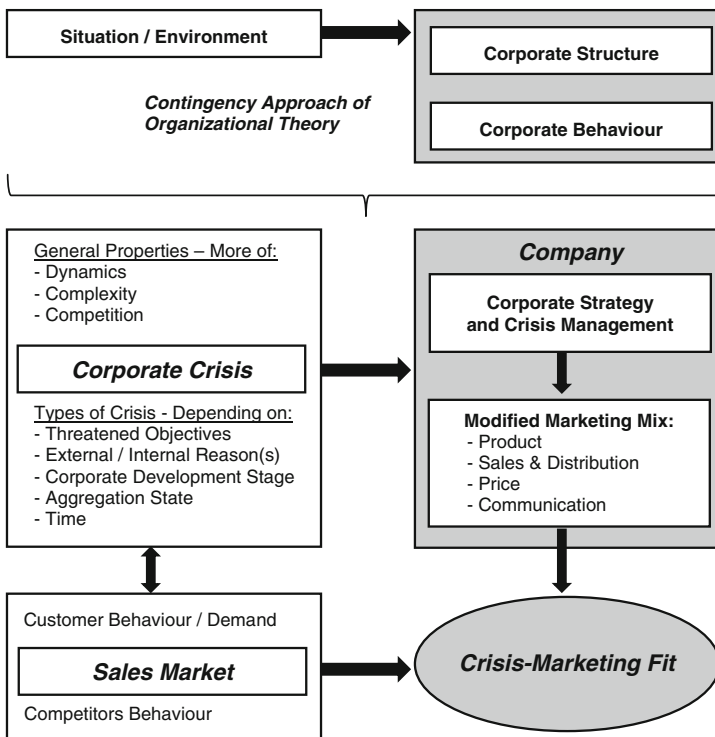 Situation / Environment
Corporate Structure
Contingency Approach of
Organizational Theory
Corporate Behaviour
General Properties – More of:
- Dynamics
- Complexity
- Competition
Corporate Crisis
Types of Crisis - Depending on:
- Threatened Objectives
- External / Internal Reason(s)
- Corporate Development Stage
- Aggregation State
- Time
Company
Corporate Strategy
and Crisis Management
Modified Marketing Mix:
- Product
- Sales & Distribution
- Price
- Communication
Customer Behaviour / Demand
Sales Market
Competitors Behaviour
Crisis-Marketing Fit